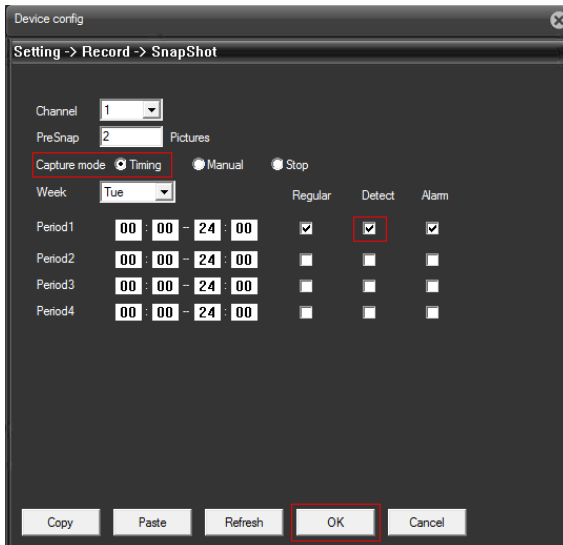 Device config
Setting -> Record -> SnapShot
Channel 1
PreSnap 2 Pictures
Capture mode Timing Manual Stop
Week Tue Regular Detect Alarm
Period1 00 : 00 - 24 : 00
Period2 00 : 00 - 24 : 00
Period3 00 : 00 - 24 : 00
Period4 00 : 00 - 24 : 00
Copy Paste Refresh OK Cancel